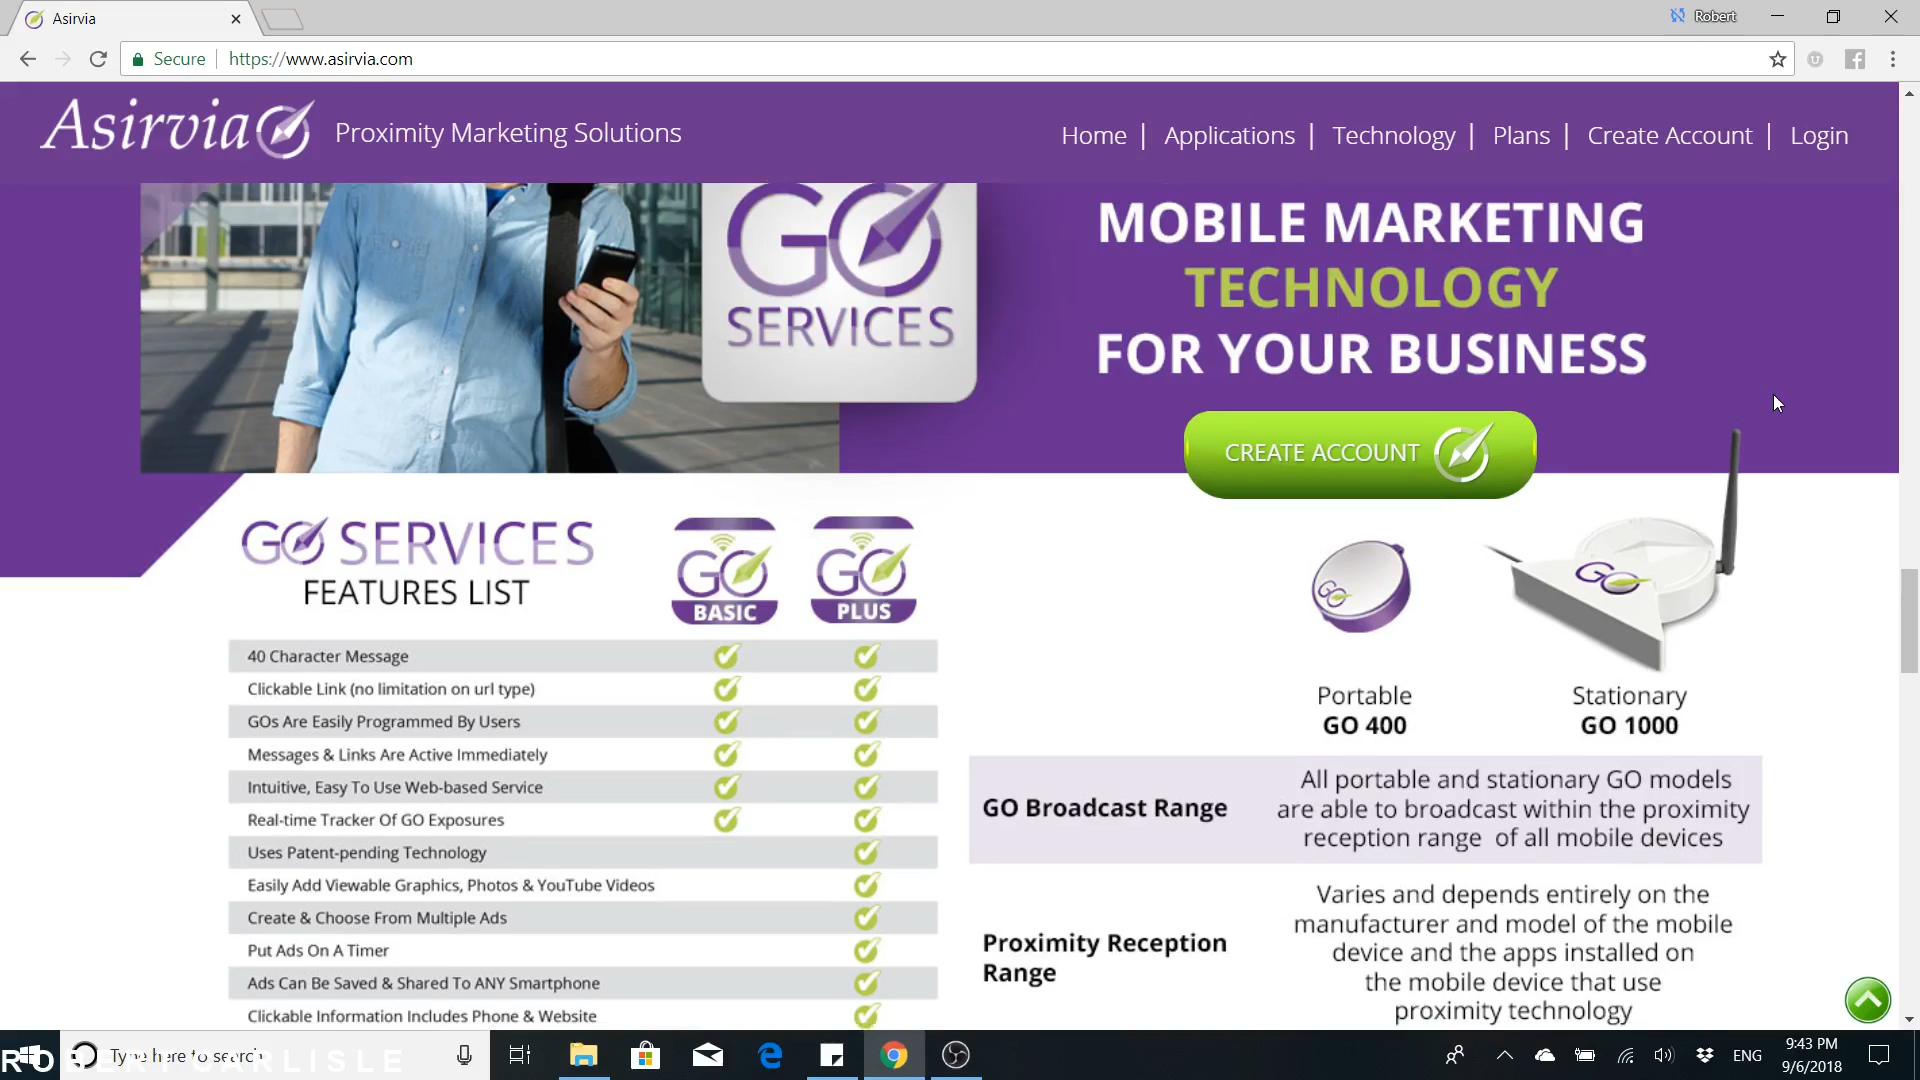 Asirvia
Robert
Secure
https://www.asirvia.com
Asirvia
Proximity Marketing Solutions
Home | Applications | Technology | Plans | Create Account | Login
GO
SERVICES
MOBILE MARKETING
TECHNOLOGY
FOR YOUR BUSINESS
CREATE ACCOUNT
GO SERVICES
FEATURES LIST
GO
BASIC
GO
PLUS
40 Character Message
Clickable Link (no limitation on url type)
GOs Are Easily Programmed By Users
Messages & Links Are Active Immediately
Intuitive, Easy To Use Web-based Service
Real-time Tracker Of GO Exposures
Uses Patent-pending Technology
Easily Add Viewable Graphics, Photos & YouTube Videos
Create & Choose From Multiple Ads
Put Ads On A Timer
Ads Can Be Saved & Shared To ANY Smartphone
Clickable Information Includes Phone & Website
GO
GO
Portable
GO 400
Stationary
GO 1000
GO Broadcast Range
All portable and stationary GO models
are able to broadcast within the proximity
reception range of all mobile devices
Proximity Reception
Range
Varies and depends entirely on the
manufacturer and model of the mobile
device and the apps installed on
the mobile device that use
proximity technology
Type here to search
ROBERT CARLISLE
ENG
9:43 PM
9/6/2018